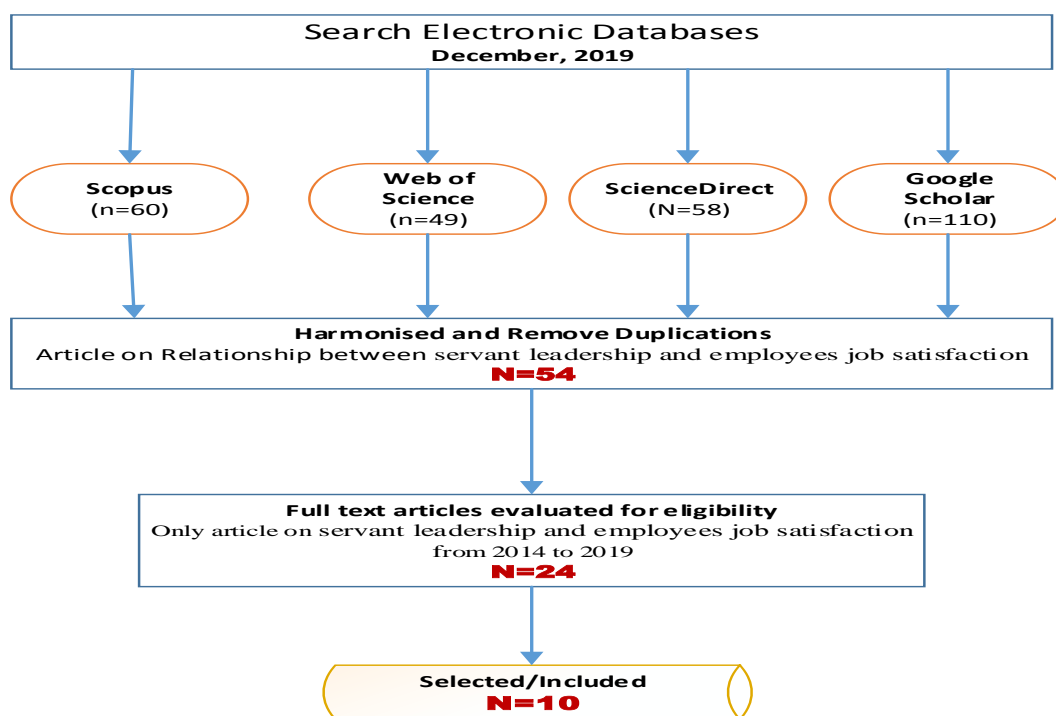 Search Electronic Databases
December, 2019
Scopus
(n=60)
Web of
Science
(n=49)
ScienceDirect
(N=58)
Google
Scholar
(n=110)
Harmonised and Remove Duplications
Article on Relationship between servant leadership and employees job satisfaction
N=54
Full text articles evaluated for eligibility
Only article on servant leadership and employees job satisfaction
from 2014 to 2019
N=24
Selected/Included
N=10